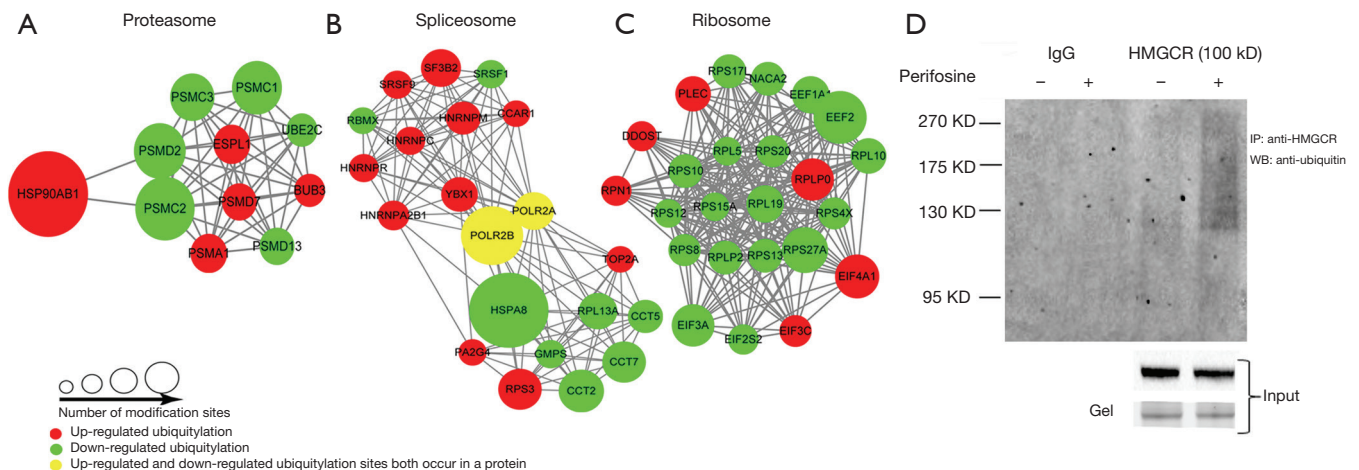 A
Proteasome
PSMC3
PSMC1
UBE2C
PSMD2
ESPL1
HSP90AB1
BUB3
PSMC2
PSMD7
PSMA1
PSMD13
Number of modification sites
Up-regulated ubiquitylation
Down-regulated ubiquitylation
Up-regulated and down-regulated ubiquitylation sites both occur in a protein
B
Spliceosome
SF3B2
SRSF1
SRSF9
CCAR1
HNRNPM
RBMX
HNRNPC
HNRNPR
YBX1
HNRNPA2B1
POLR2A
POLR2B
TOP2A
HSPA8
RPL13A
CCT5
PA2G4
GMPS
CCT7
RPS3
CCT2
C
Ribosome
RPS17L
NACA2
PLEC
EEF1A1
EEF2
DDOST
RPL5
RPS20
RPL10
RPS10
RPLP0
RPN1
RPS12
RPS15A
RPL19
RPS4X
RPS8
RPLP2
RPS13
RPS27A
EIF4A1
EIF3A
EIF2S2
EIF3C
D
IgG HMGCR (100 kD)
Perifosine – + – +
270 KD
175 KD
130 KD
95 KD
IP: anti-HMGCR
WB: anti-ubiquitin
Input
Gel